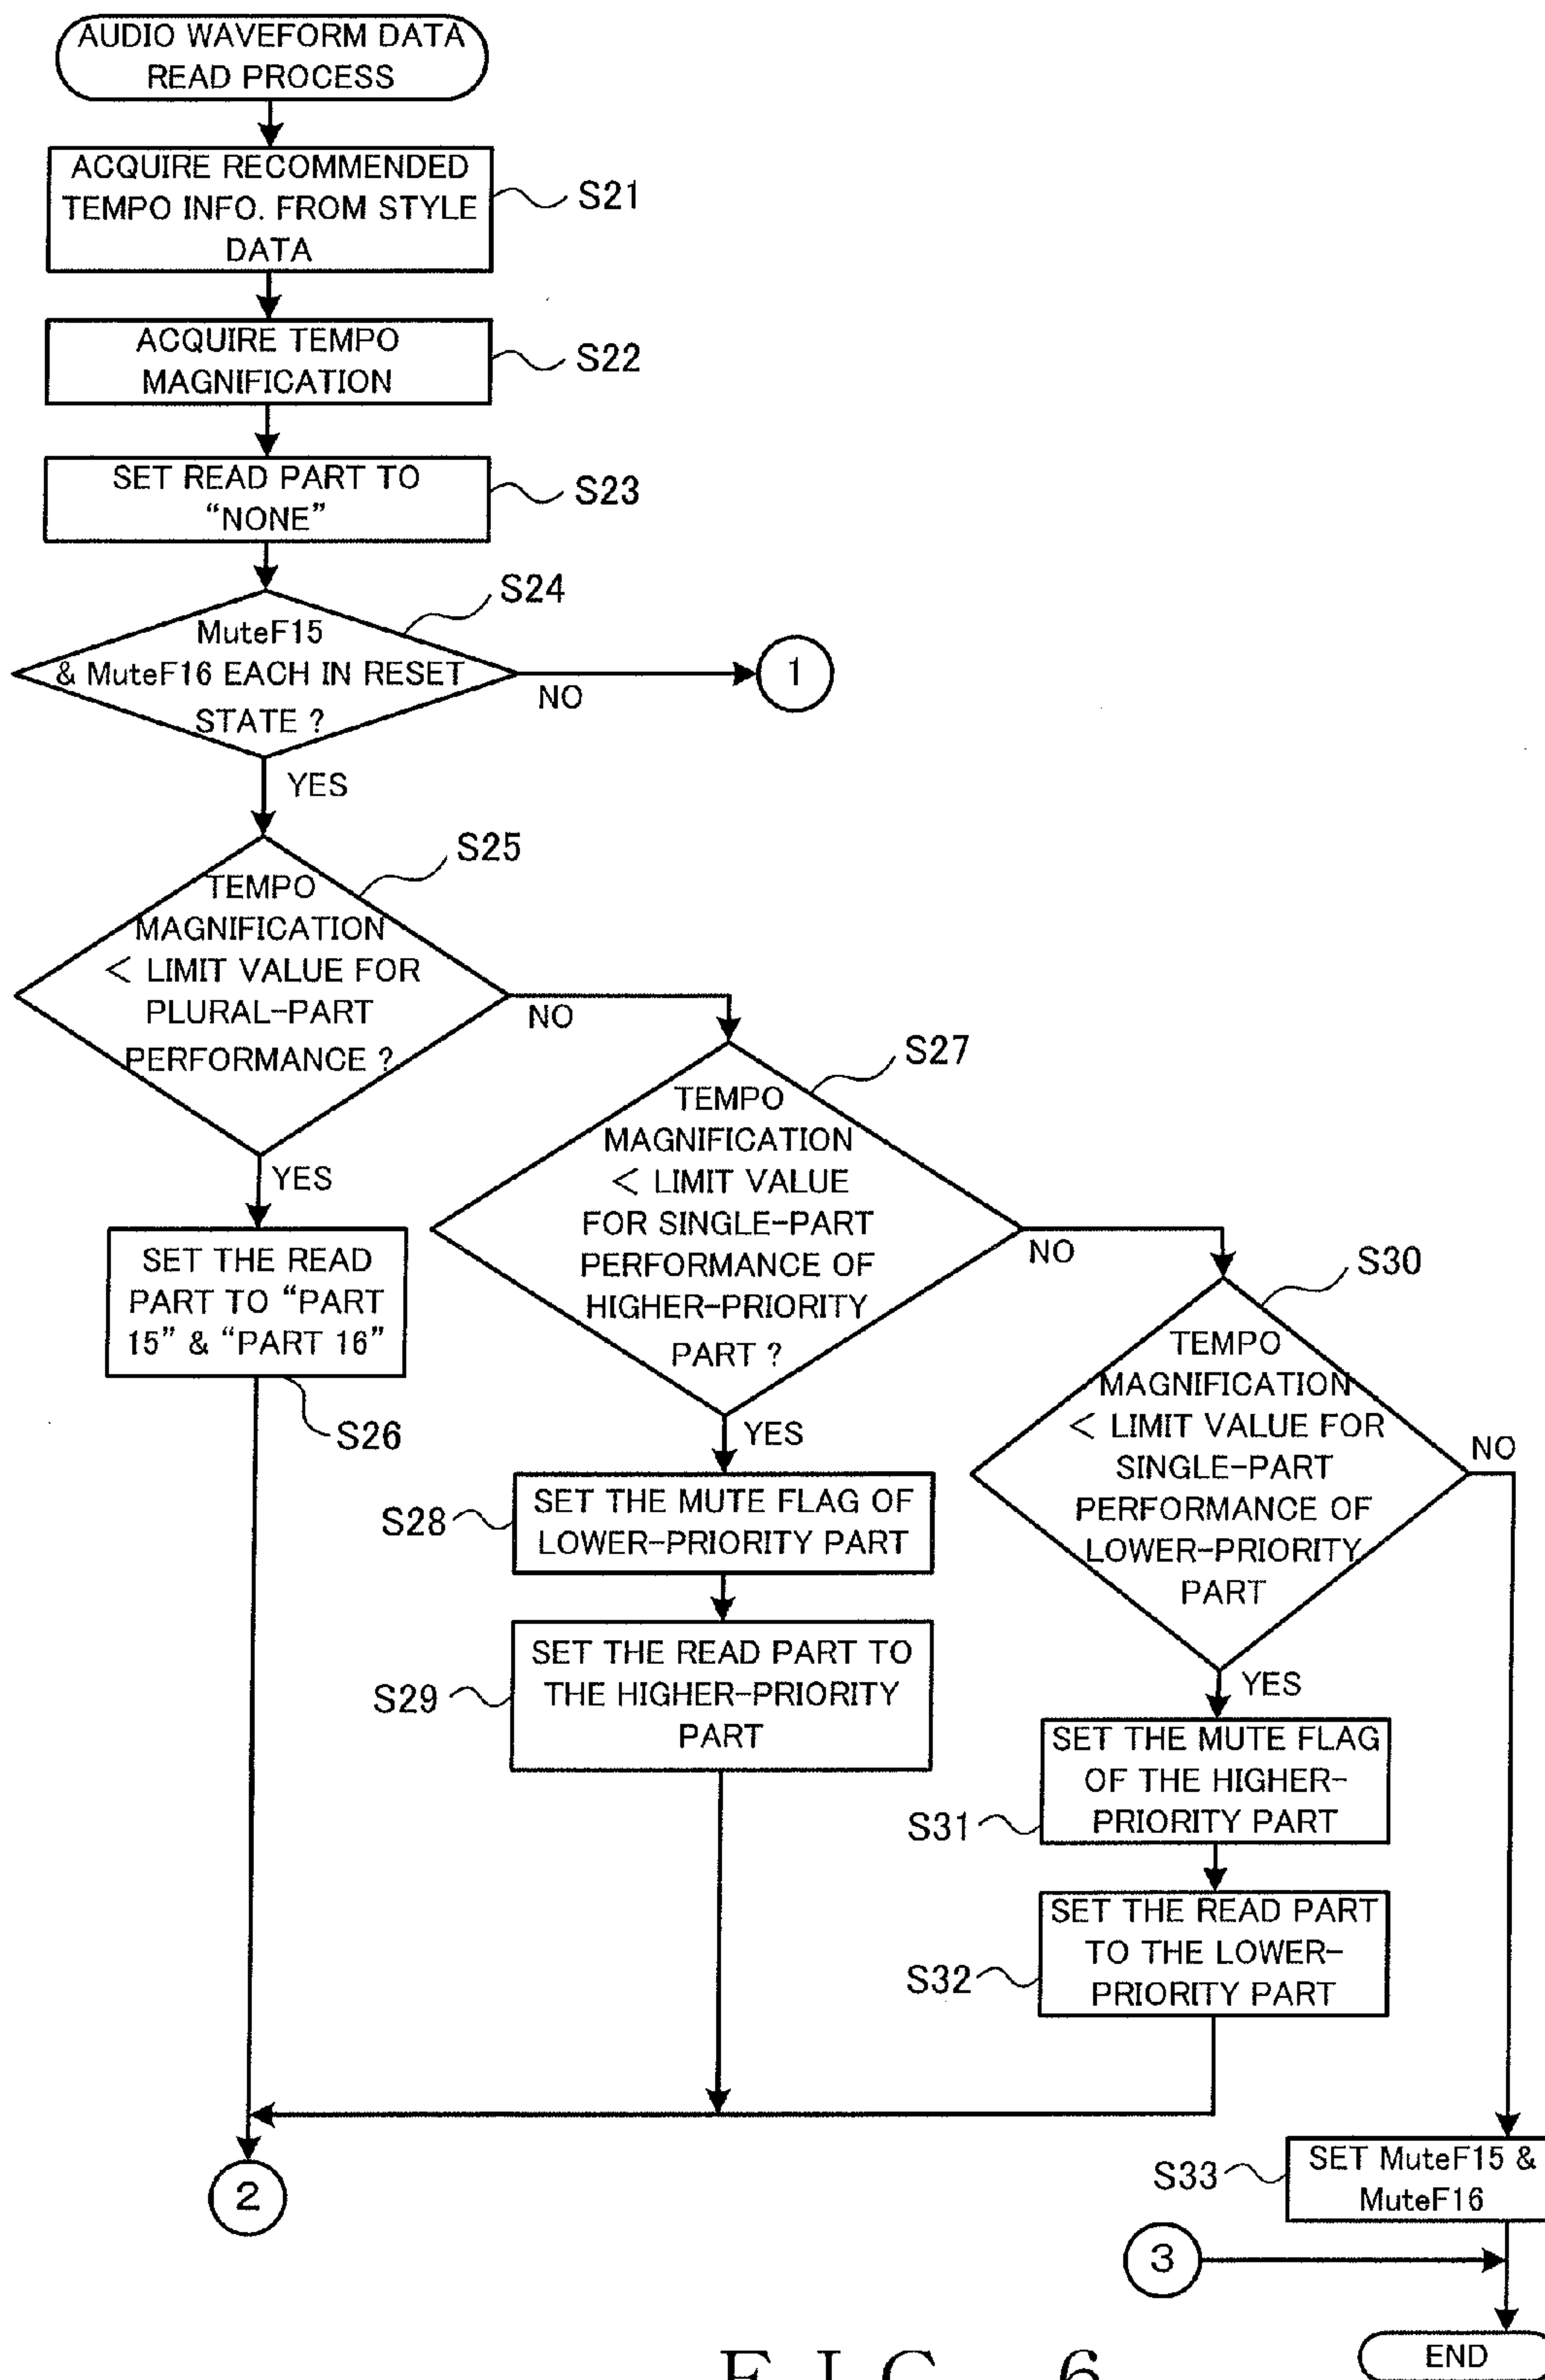 AUDIO WAVEFORM DATA
READ PROCESS
ACQUIRE RECOMMENDED
TEMPO INFO. FROM STYLE
DATA
S21
ACQUIRE TEMPO
MAGNIFICATION
S22
SET READ PART TO
“NONE”
S23
S24
MuteF15
& MuteF16 EACH IN RESET
STATE ?
NO
1
YES
S25
TEMPO
MAGNIFICATION
< LIMIT VALUE FOR
PLURAL-PART
PERFORMANCE ?
NO
YES
SET THE READ
PART TO “PART
15” & “PART 16”
S26
S27
TEMPO
MAGNIFICATION
< LIMIT VALUE
FOR SINGLE-PART
PERFORMANCE OF
HIGHER-PRIORITY
PART ?
NO
YES
S28
SET THE MUTE FLAG OF
LOWER-PRIORITY PART
S29
SET THE READ PART TO
THE HIGHER-PRIORITY
PART
S30
TEMPO
MAGNIFICATION
< LIMIT VALUE FOR
SINGLE-PART
PERFORMANCE OF
LOWER-PRIORITY
PART
NO
YES
SET THE MUTE FLAG
OF THE HIGHER-
PRIORITY PART
S31
SET THE READ PART
TO THE LOWER-
PRIORITY PART
S32
2
S33
SET MuteF15 &
MuteF16
3
END
FIG. 6